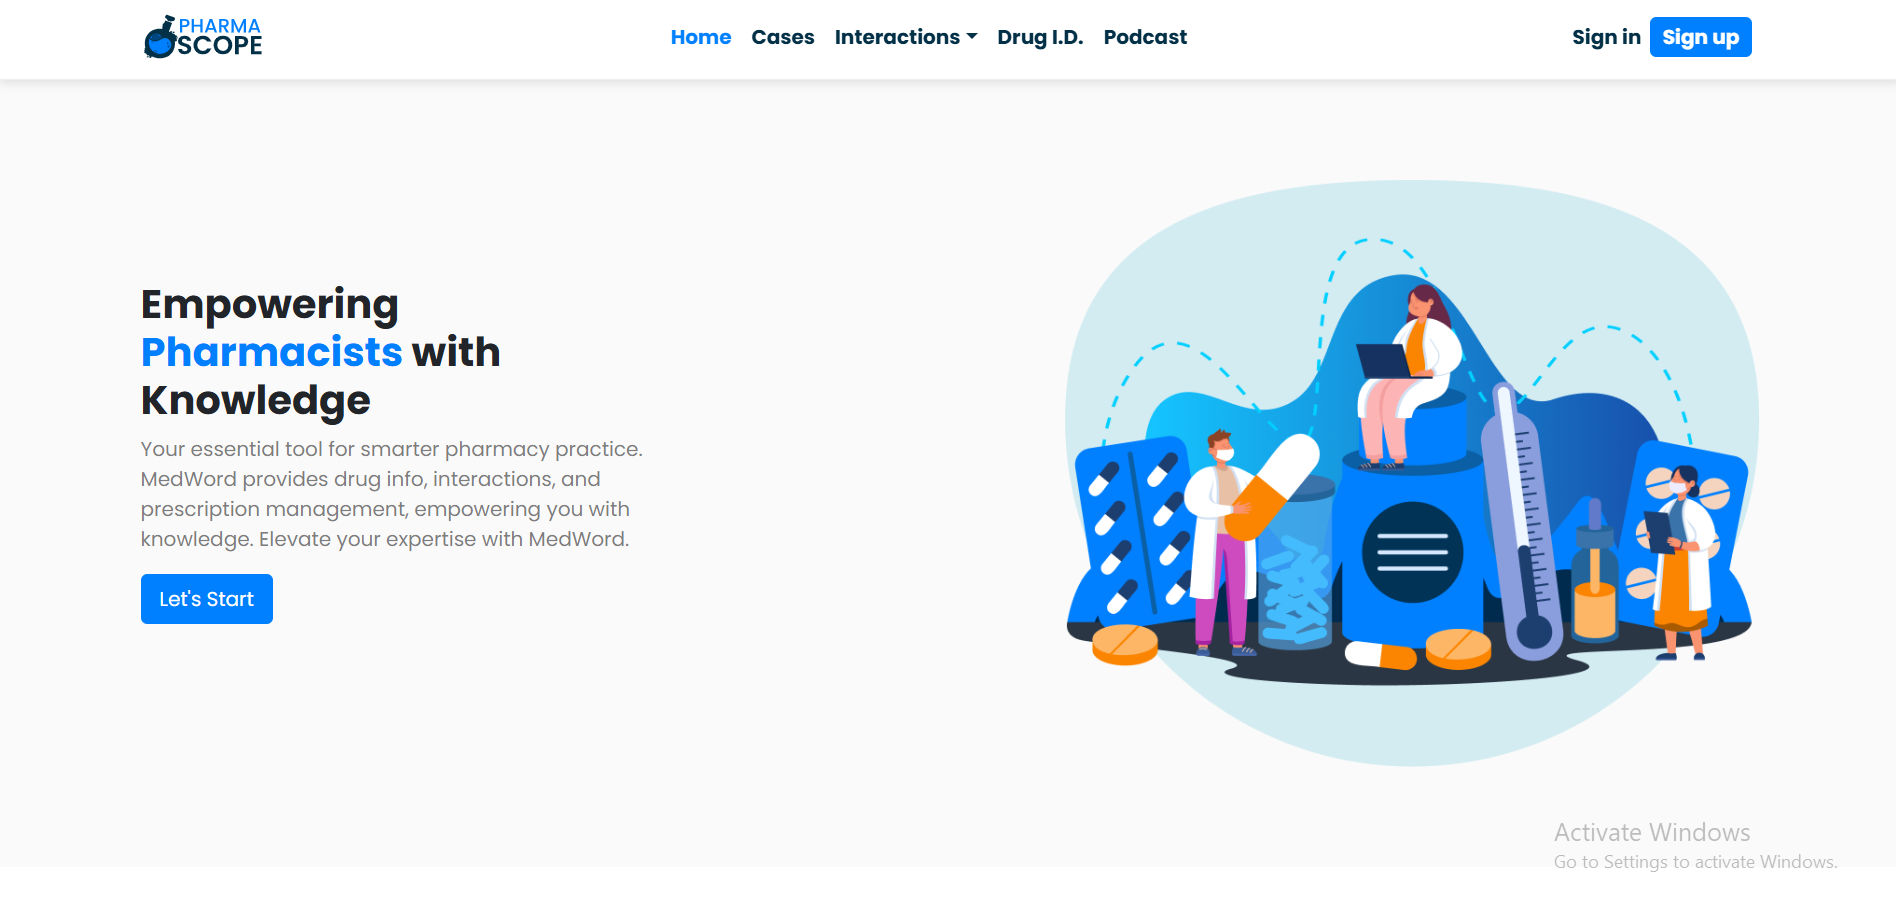 PHARMA
SCOPE
Home Cases Interactions Drug I.D. Podcast
Sign in Sign up
Empowering
Pharmacists with
Knowledge
Your essential tool for smarter pharmacy practice.
MedWord provides drug info, interactions, and
prescription management, empowering you with
knowledge. Elevate your expertise with MedWord.
Let's Start
Activate Windows
Go to Settings to activate Windows.